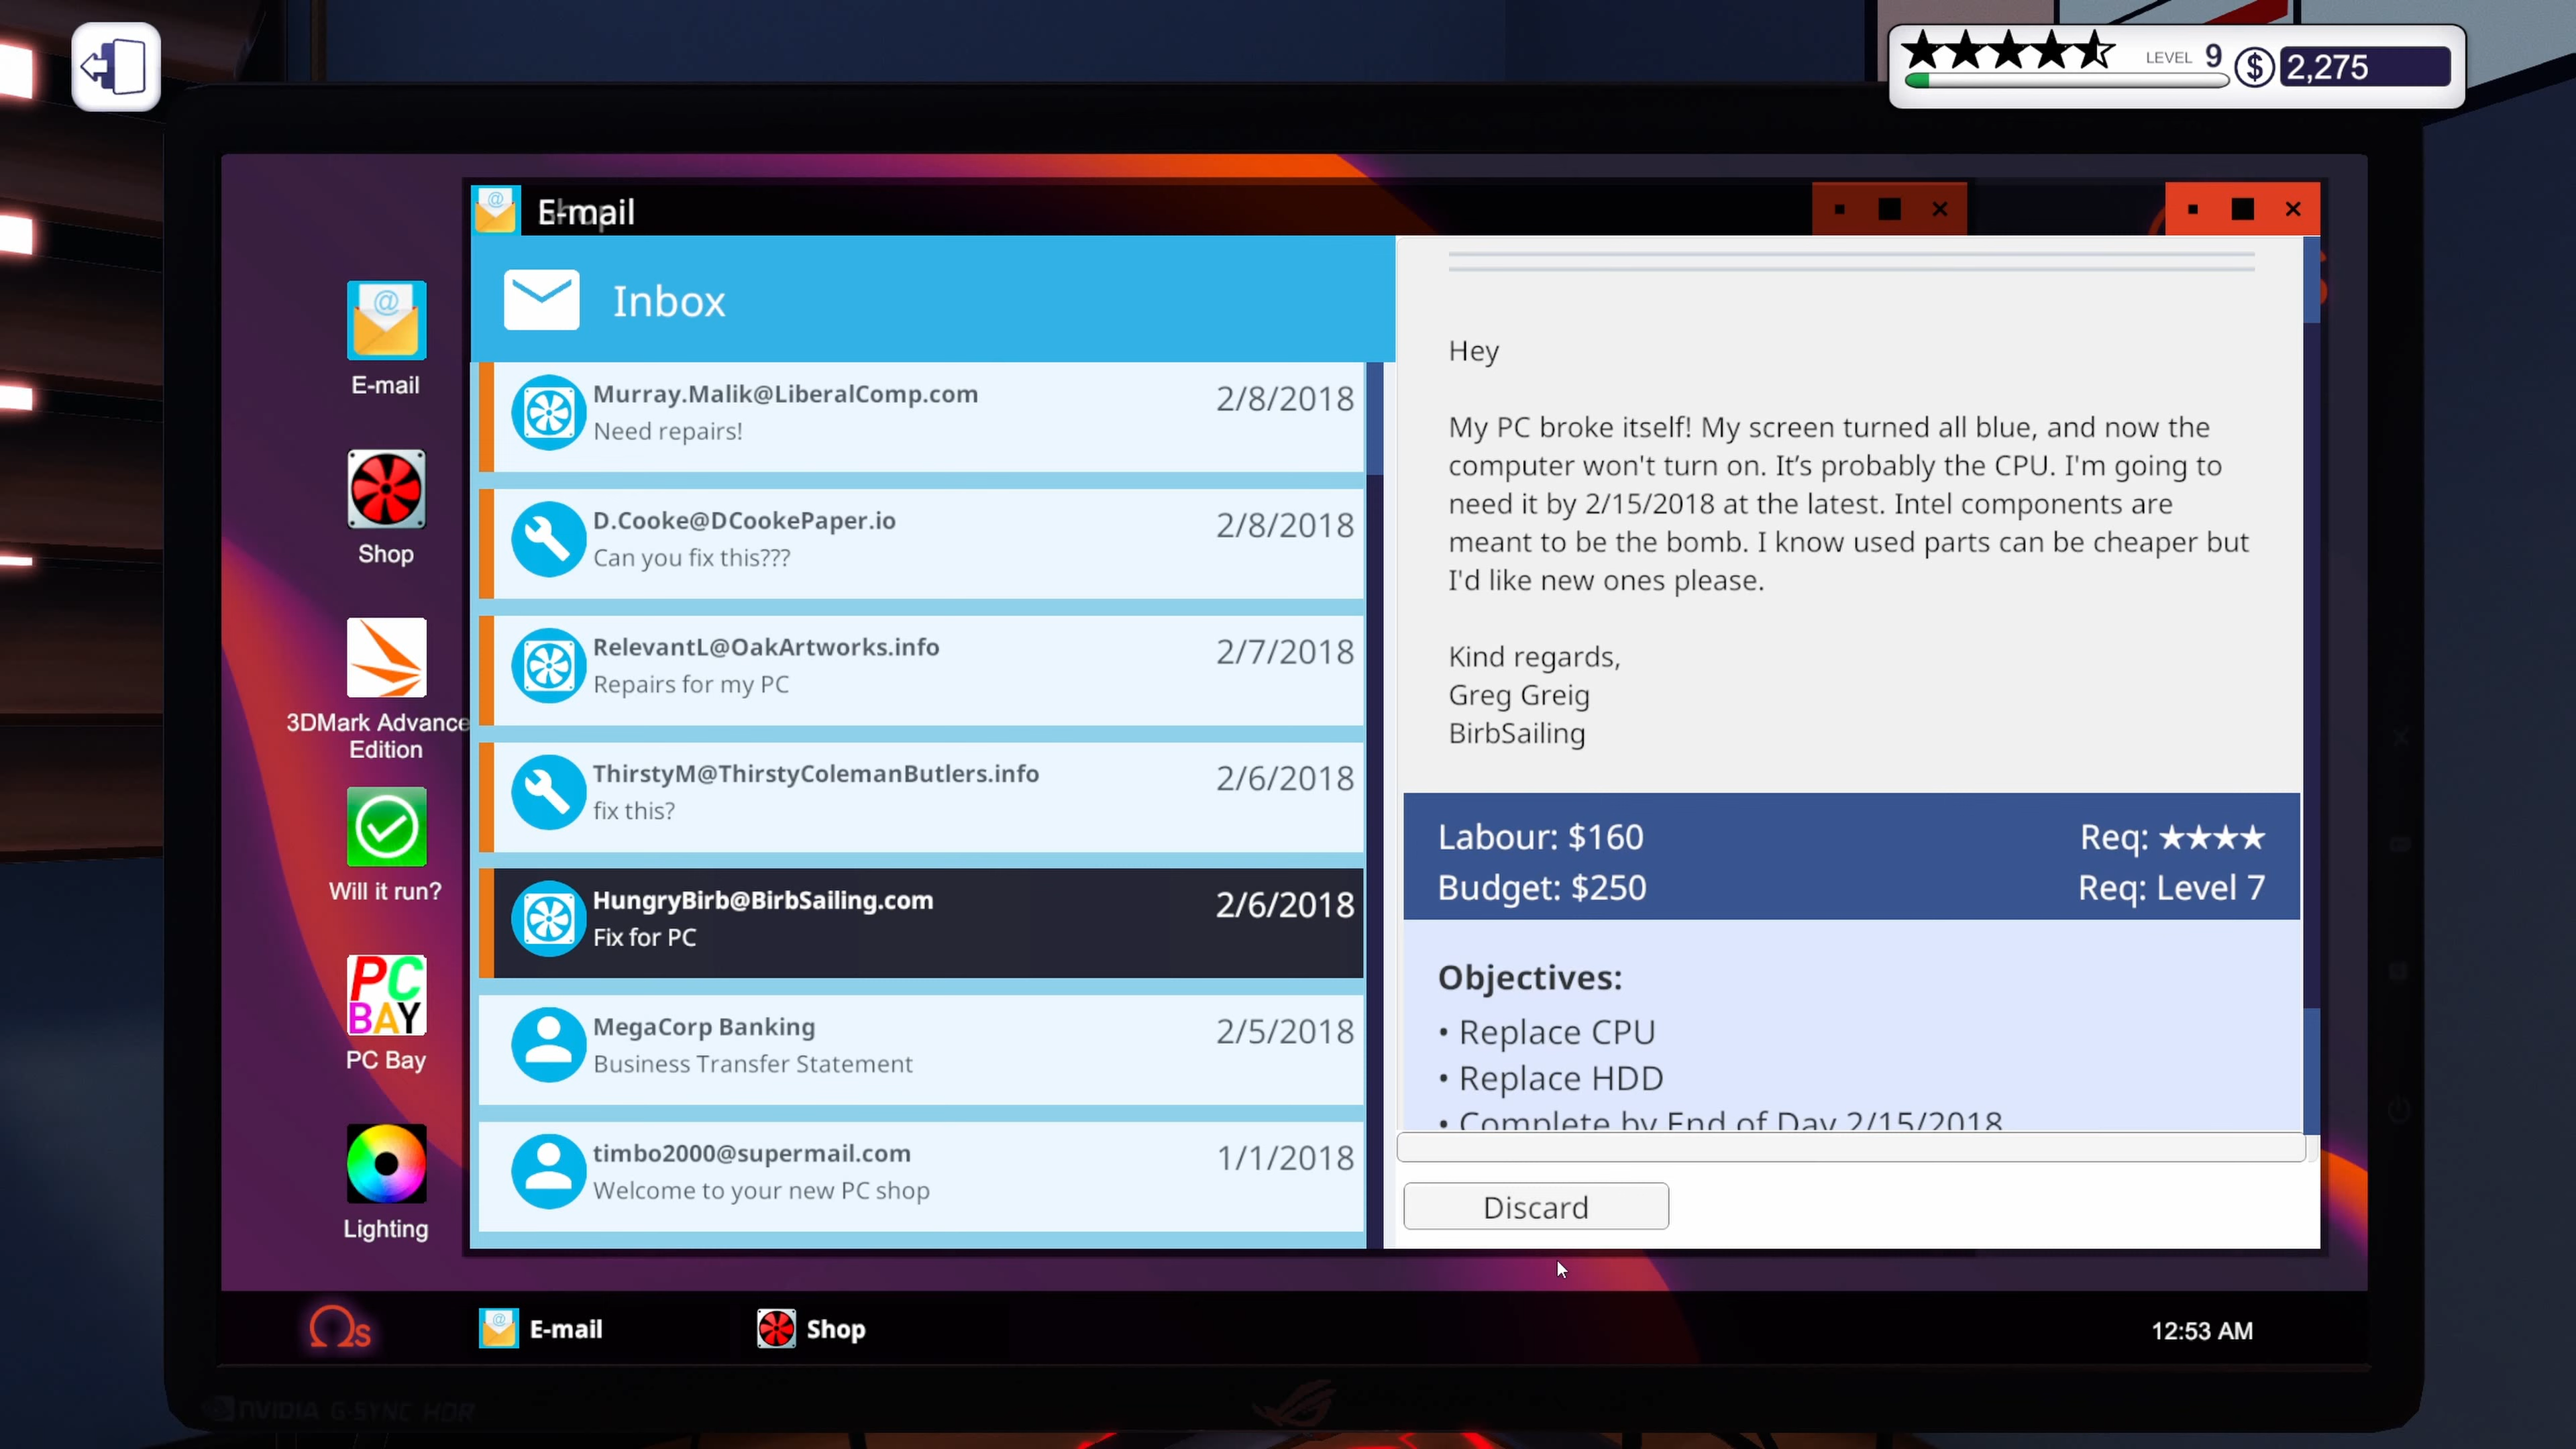 LEVEL 9
$ 2,275
E-mail
Inbox
Murray.Malik@LiberalComp.com 2/8/2018
Need repairs!
D.Cooke@DCookePaper.io 2/8/2018
Can you fix this???
RelevantL@OakArtworks.info 2/7/2018
Repairs for my PC
ThirstyM@ThirstyColemanButlers.info 2/6/2018
fix this?
HungryBirb@BirbSailing.com 2/6/2018
Fix for PC
MegaCorp Banking 2/5/2018
Business Transfer Statement
timbo2000@supermail.com 1/1/2018
Welcome to your new PC shop
Hey
My PC broke itself! My screen turned all blue, and now the
computer won't turn on. It’s probably the CPU. I'm going to
need it by 2/15/2018 at the latest. Intel components are
meant to be the bomb. I know used parts can be cheaper but
I'd like new ones please.
Kind regards,
Greg Greig
BirbSailing
Labour: $160 Req: ★★★★
Budget: $250 Req: Level 7
Objectives:
• Replace CPU
• Replace HDD
• Complete by End of Day 2/15/2018
Discard
E-mail
Shop
3DMark Advance
Edition
Will it run?
PC
BAY
PC Bay
Lighting
Ωs
E-mail
Shop
12:53 AM
NVIDIA G-SYNC HDR